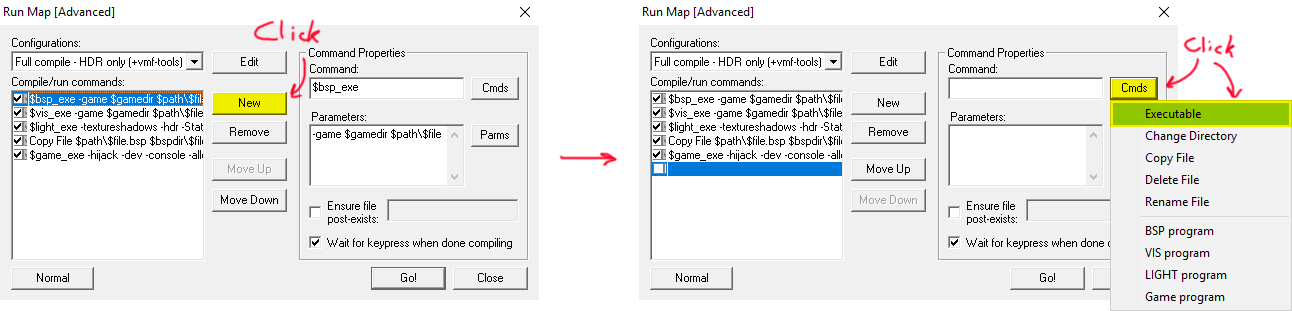 Run Map [Advanced]
Click
Configurations:
Full compile - HDR only (+vmf-tools)
Edit
Compile/run commands:
$bsp_exe -game $gamedir $path\$file
$vis_exe -game $gamedir $path\$file
$light_exe -textureshadows -hdr -Stat
Copy File $path\$file.bsp $bspdir\$file
$game_exe -hijack -dev -console -allo
New
Remove
Move Up
Move Down
Command Properties
Command:
$bsp_exe
Cmds
Parameters:
-game $gamedir $path\$file
Parms
Ensure file
post-exists:
Wait for keypress when done compiling
Normal
Go!
Close
Run Map [Advanced]
Click
Configurations:
Full compile - HDR only (+vmf-tools)
Edit
Compile/run commands:
$bsp_exe -game $gamedir $path\$file
$vis_exe -game $gamedir $path\$file
$light_exe -textureshadows -hdr -Stat
Copy File $path\$file.bsp $bspdir\$file
$game_exe -hijack -dev -console -allo
New
Remove
Move Up
Move Down
Command Properties
Command:
Cmds
Parameters:
Ensure file
post-exists:
Wait for keypress when done
Normal
Go!
Executable
Change Directory
Copy File
Delete File
Rename File
BSP program
VIS program
LIGHT program
Game program